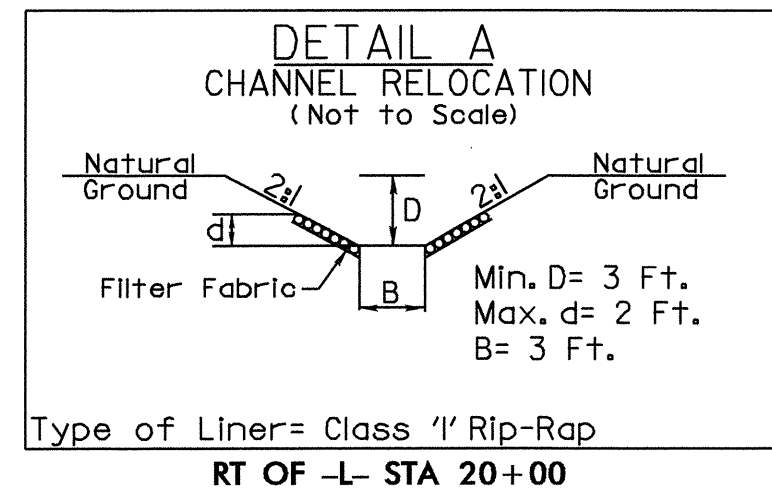 DETAIL A
CHANNEL RELOCATION
(Not to Scale)
Natural
Ground
2:1
2:1
Natural
Ground
D
d
Filter Fabric
B
Min. D= 3 Ft.
Max. d= 2 Ft.
B= 3 Ft.
Type of Liner= Class 'I' Rip-Rap
RT OF -L- STA 20+00